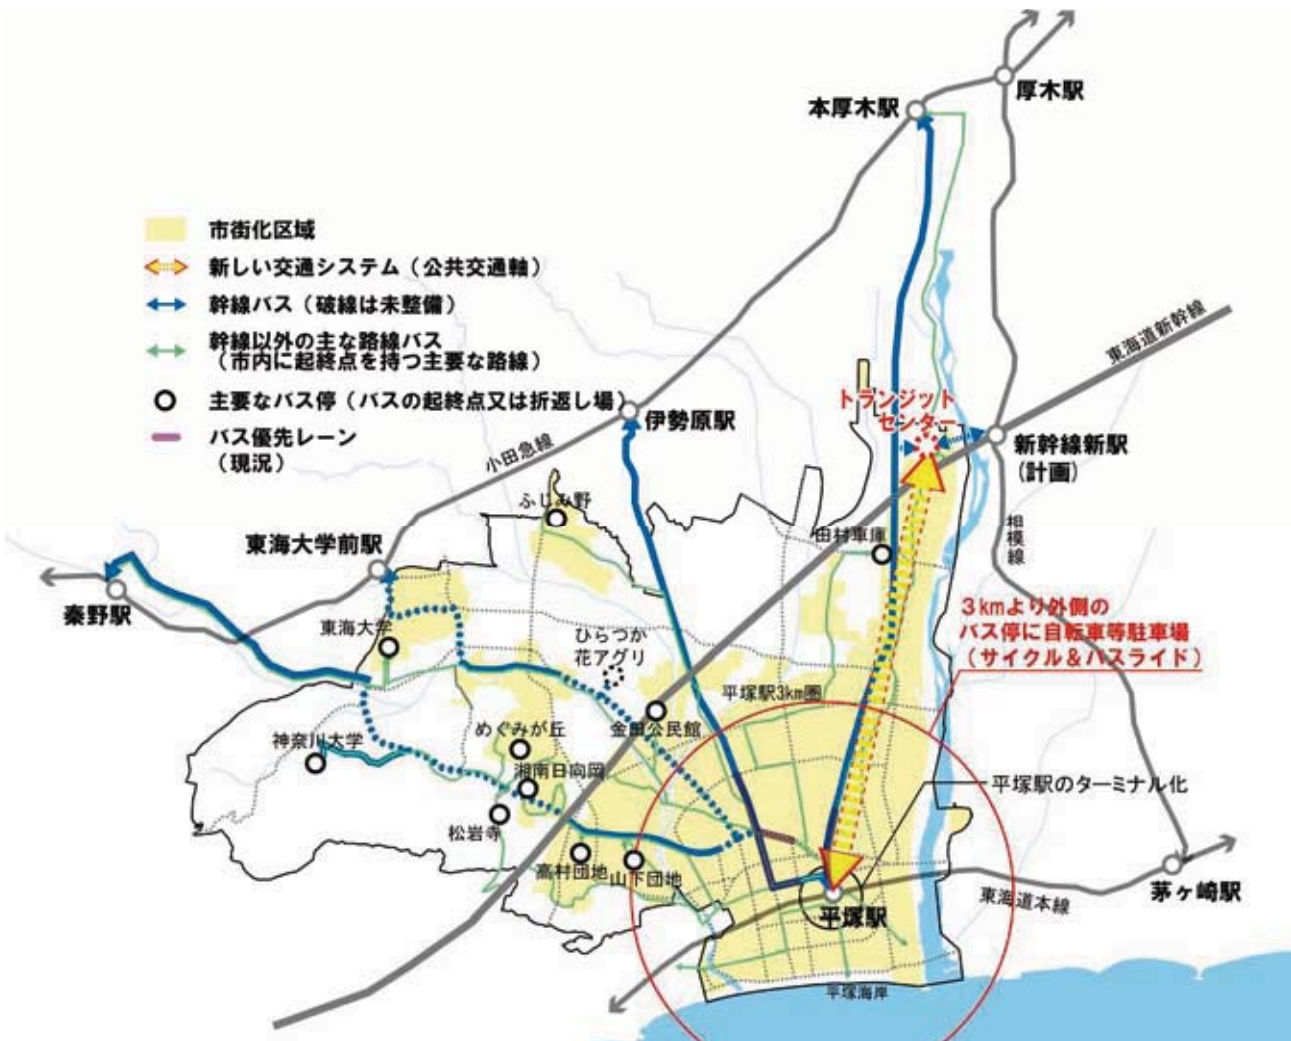 厚木駅
本厚木駅
市街化区域
新しい交通システム（公共交通軸）
幹線バス（破線は未整備）
幹線以外の主な路線バス
（市内に起終点を持つ主要な路線）
主要なバス停（バスの起終点又は折返し場）
バス優先レーン
（現況）
東海道新幹線
トランジット
センター
伊勢原駅
小田急線
新幹線新駅
(計画)
ふじみ野
田村車庫
相模線
東海大学前駅
秦野駅
東海大学
ひらつか
花アグリ
3kmより外側の
バス停に自転車等駐車場
（サイクル＆バスライド）
平塚駅3km圏
金田公民館
めぐみが丘
神奈川大学
湘南日向岡
平塚駅のターミナル化
松岩寺
高村団地
山下団地
平塚駅
東海道本線
茅ヶ崎駅
平塚海岸